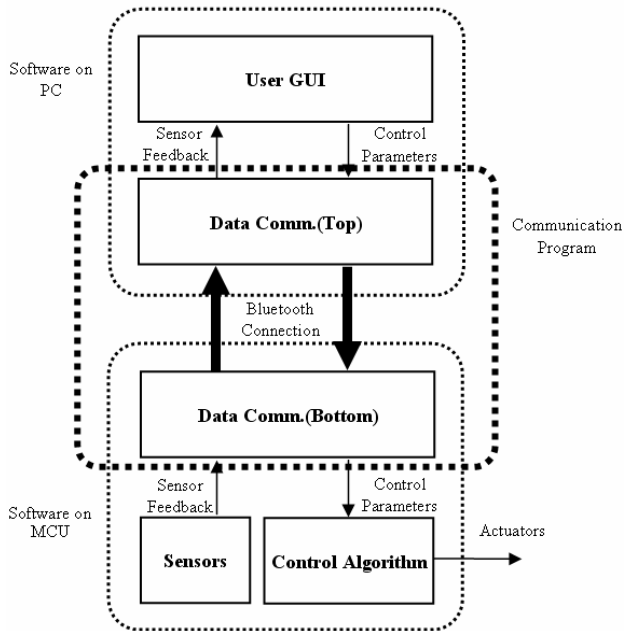 Software on
PC
User GUI
Sensor
Feedback
Control
Parameters
Data Comm.(Top)
Communication
Program
Bluetooth
Connection
Data Comm.(Bottom)
Sensor
Feedback
Control
Parameters
Software on
MCU
Sensors
Control Algorithm
Actuators